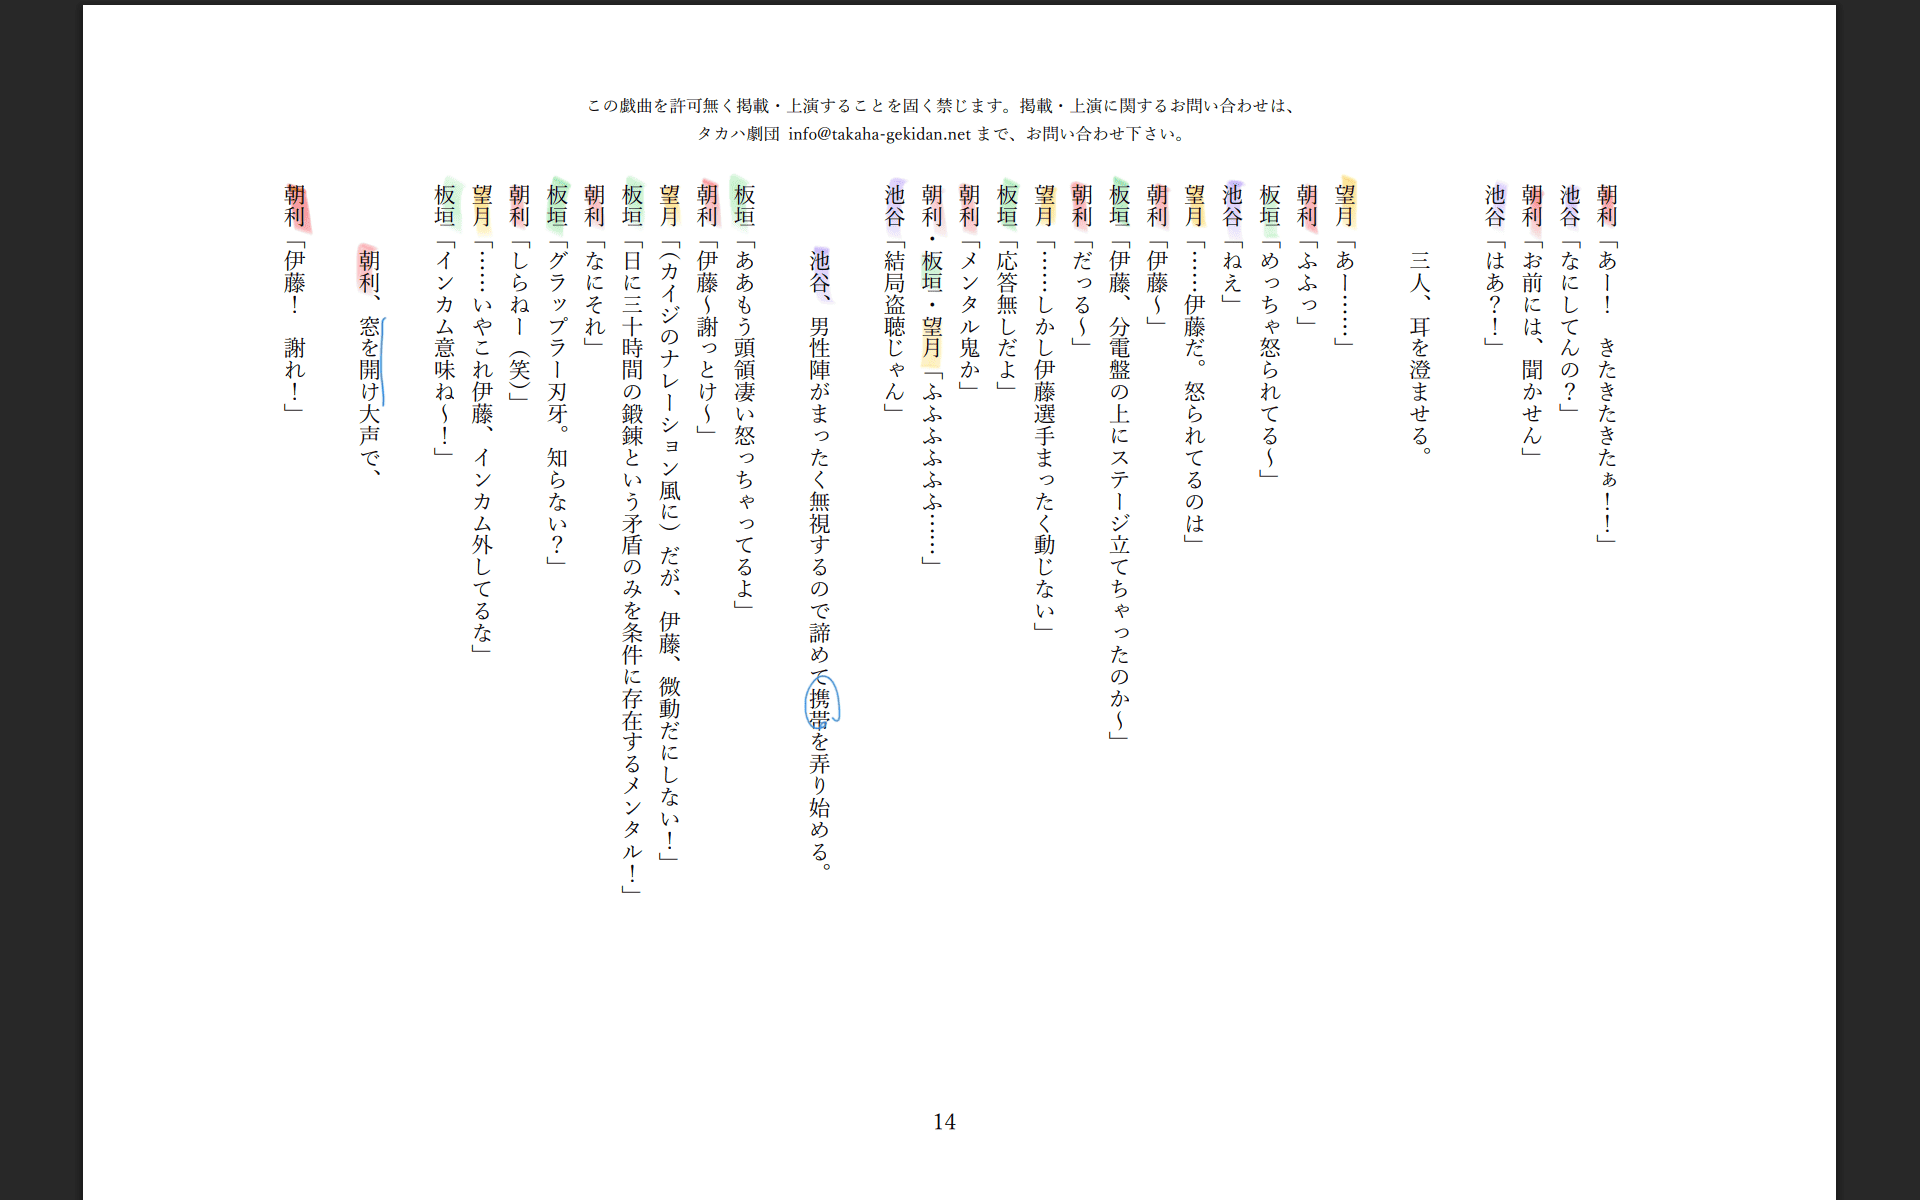 この戯曲を許可無く掲載・上演することを固く禁じます。掲載・上演に関するお問い合わせは、
タカハ劇団 info@takaha-gekidan.net まで、お問い合わせ下さい。
朝利「あー！　きたきたきたぁ！！」
池谷「なにしてんの？」
朝利「お前には、聞かせん」
池谷「はあ？！」
三人、耳を澄ませる。
望月「あー……」
朝利「ふふっ」
板垣「めっちゃ怒られてる～」
池谷「ねえ」
望月「……伊藤だ。怒られてるのは」
朝利「伊藤～」
板垣「伊藤、分電盤の上にステージ立てちゃったのか～」
朝利「だっる～」
望月「……しかし伊藤選手まったく動じない」
板垣「応答無しだよ」
朝利「メンタル鬼か」
朝利・板垣・望月「ふふふふふふ……」
池谷「結局盗聴じゃん」
池谷、男性陣がまったく無視するので諦めて携帯を弄り始める。
板垣「ああもう頭領凄い怒っちゃってるよ」
朝利「伊藤～謝っとけ～」
望月「（カイジのナレーション風に）だが、伊藤、微動だにしない！」
板垣「日に三十時間の鍛錬という矛盾のみを条件に存在するメンタル！」
朝利「なにそれ」
板垣「グラップラー刃牙。知らない？」
朝利「しらねー（笑）」
望月「……いやこれ伊藤、インカム外してるな」
板垣「インカム意味ね～！」
朝利、窓を開け大声で、
朝利「伊藤！　謝れ！」
14